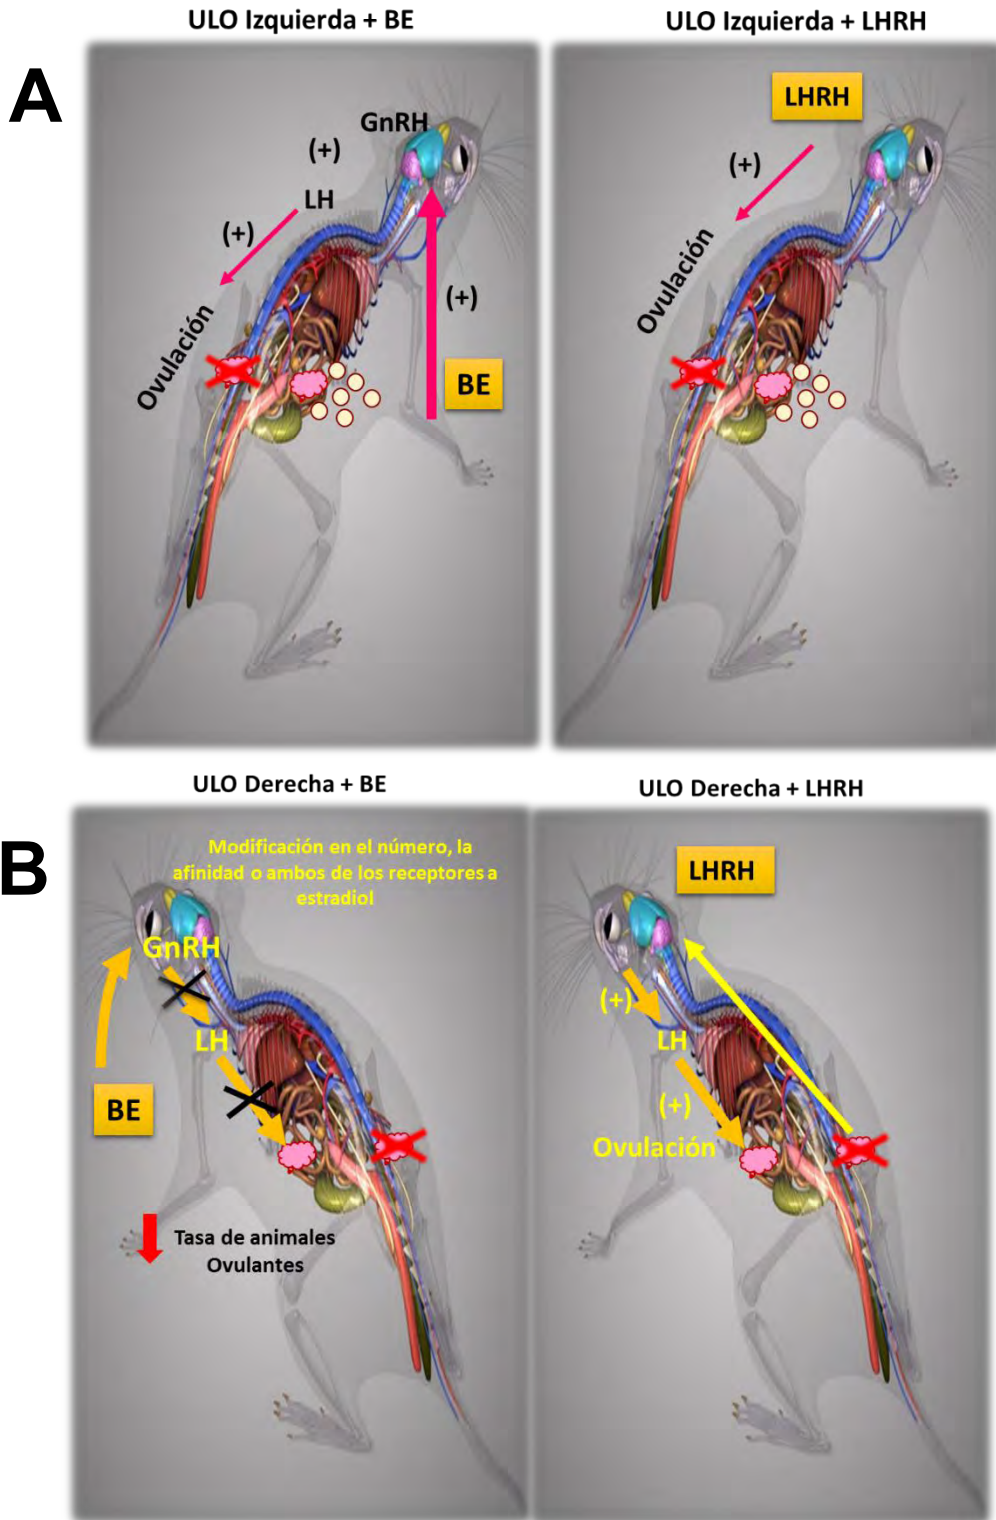 ULO Izquierda + BE
ULO Izquierda + LHRH
A
GnRH
(+)
LH
(+)
Ovulación
(+)
BE
LHRH
(+)
Ovulación
ULO Derecha + BE
ULO Derecha + LHRH
B
Modificación en el número, la
afinidad o ambos de los receptores a
estradiol
GnRH
LH
BE
Tasa de animales
Ovulantes
LHRH
(+)
LH
(+)
Ovulación